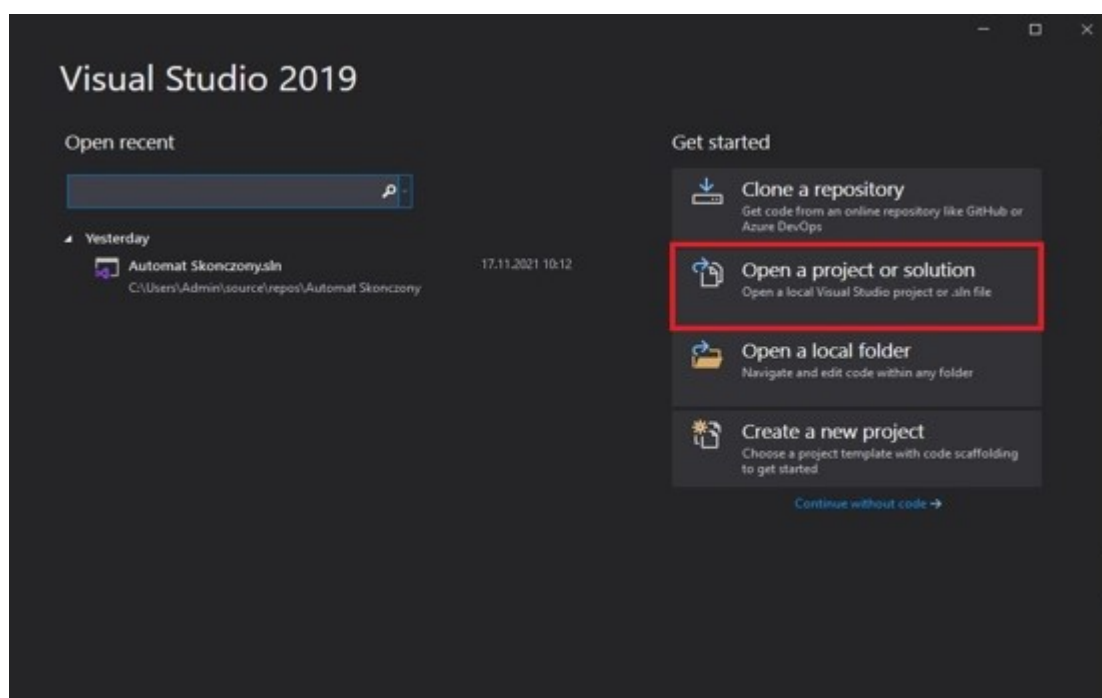 Visual Studio 2019
Open recent
Yesterday
Automat Skonczony.sln
17.11.2021 10:12
C:\Users\Admin\source\repos\Automat Skonczony
Get started
Clone a repository
Get code from an online repository like GitHub or
Azure DevOps
Open a project or solution
Open a local Visual Studio project or .sln file
Open a local folder
Navigate and edit code within any folder
Create a new project
Choose a project template with code scaffolding
to get started
Continue without code →